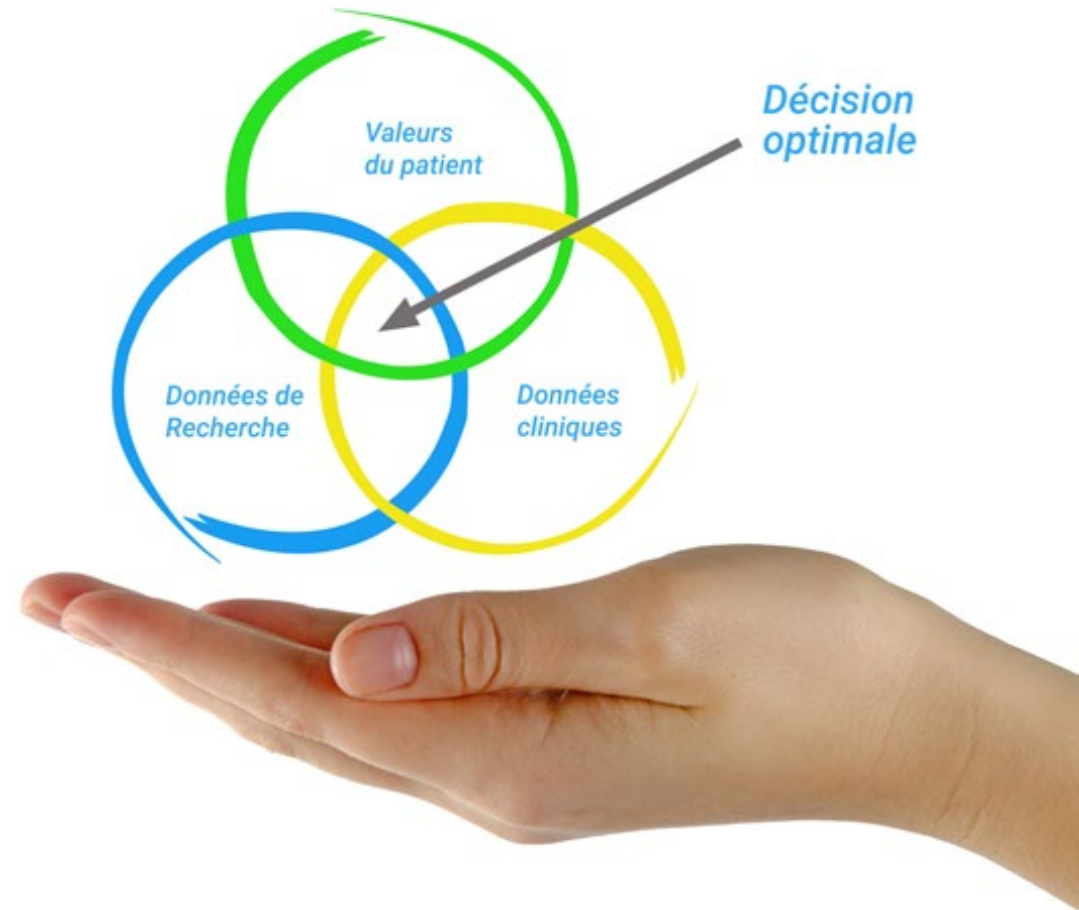 Valeurs
du patient
Décision
optimale
Données de
Recherche
Données
cliniques